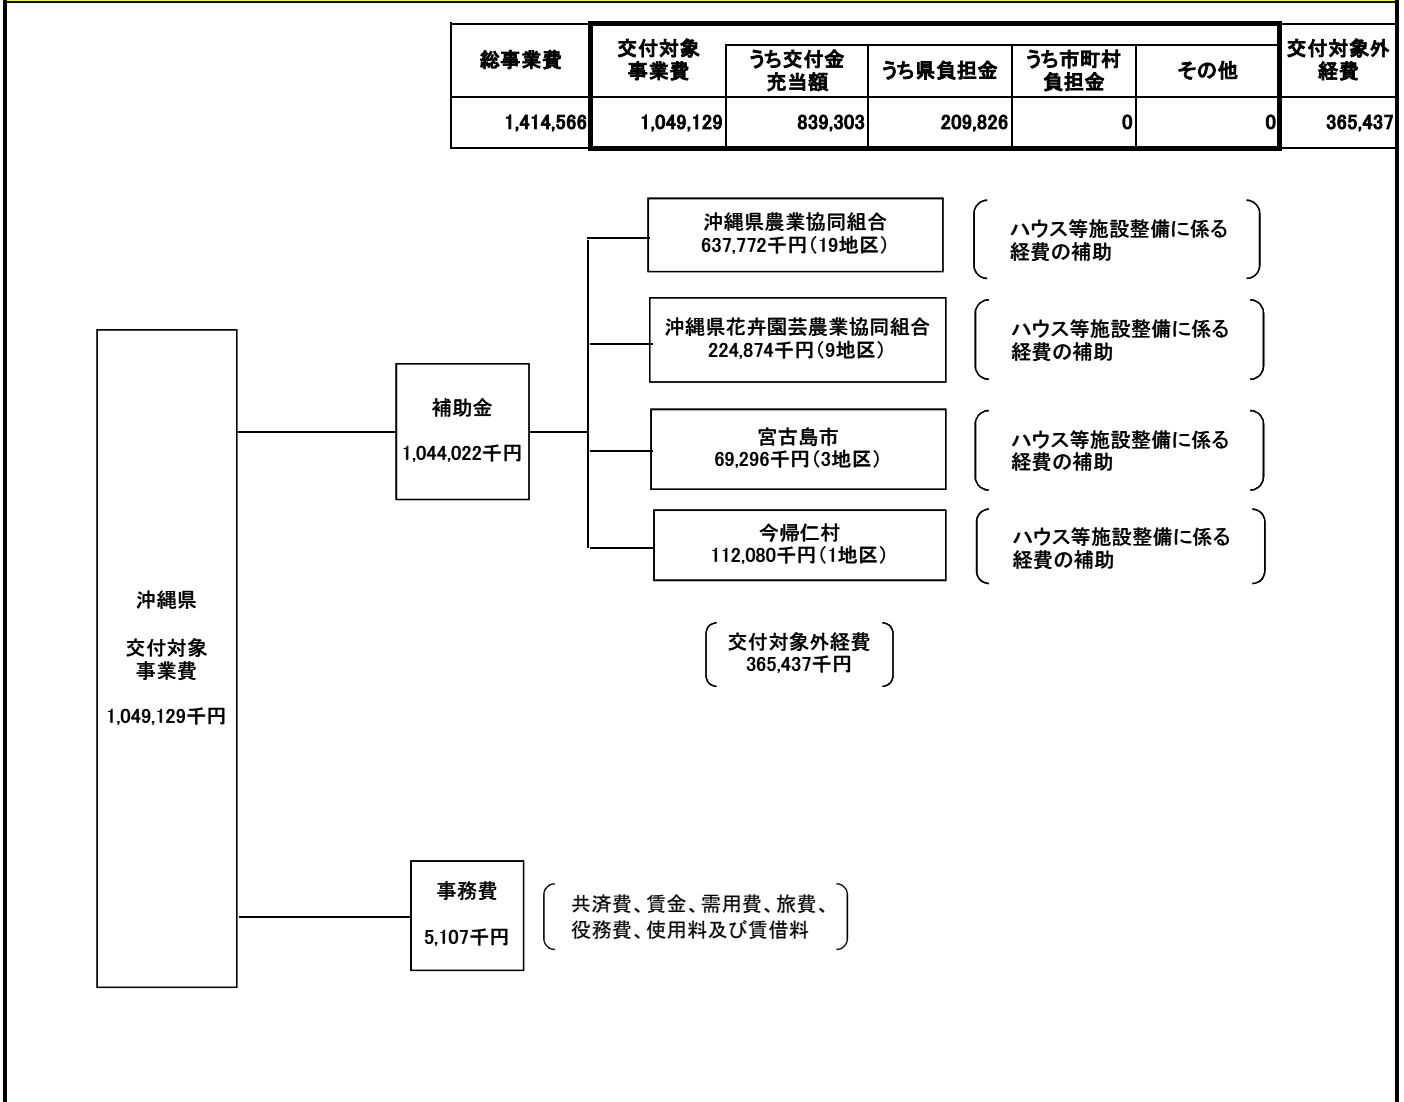 総事業費
交付対象
事業費
うち交付金
充当額
うち県負担金
うち市町村
負担金
その他
交付対象外
経費
1,414,566
1,049,129
839,303
209,826
0
0
365,437
沖縄県農業協同組合
637,772千円（19地区）
ハウス等施設整備に係る
経費の補助
沖縄県花卉園芸農業協同組合
224,874千円（9地区）
ハウス等施設整備に係る
経費の補助
補助金
1,044,022千円
宮古島市
69,296千円（3地区）
ハウス等施設整備に係る
経費の補助
今帰仁村
112,080千円（1地区）
ハウス等施設整備に係る
経費の補助
沖縄県
交付対象
事業費
1,049,129千円
交付対象外経費
365,437千円
事務費
5,107千円
共済費、賃金、需用費、旅費、
役務費、使用料及び賃借料